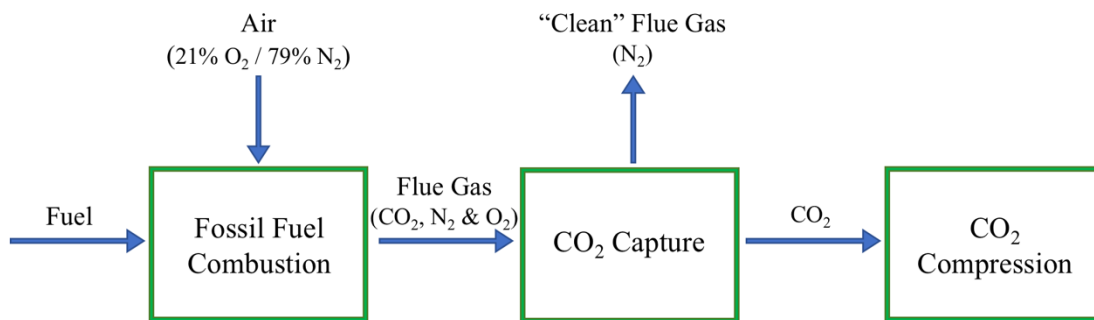 Air
(21% O₂ / 79% N₂)
“Clean” Flue Gas
(N₂)
Fuel
Fossil Fuel
Combustion
Flue Gas
(CO₂, N₂ & O₂)
CO₂ Capture
CO₂
CO₂
Compression